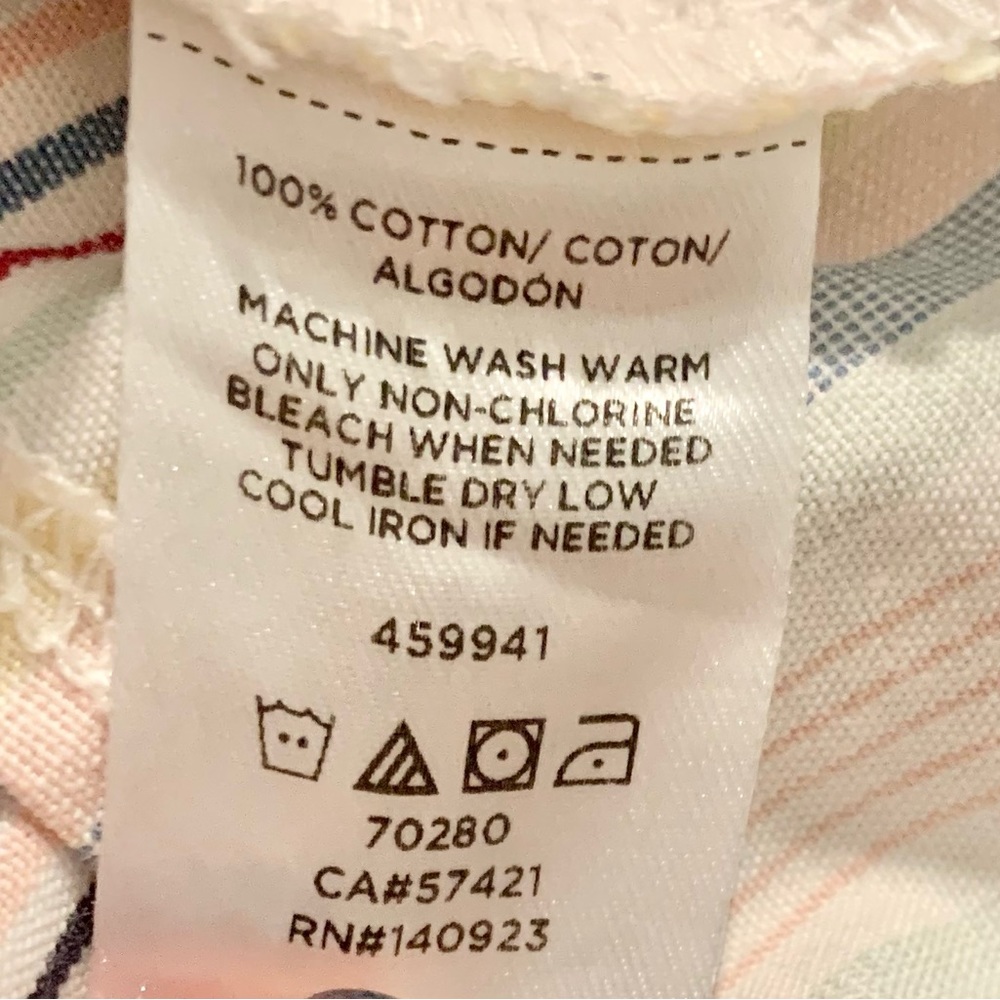 100% COTTON/ COTON/
ALGODÓN
MACHINE WASH WARM
ONLY NON-CHLORINE
BLEACH WHEN NEEDED
TUMBLE DRY LOW
COOL IRON IF NEEDED
459941
70280
CA#57421
RN#140923